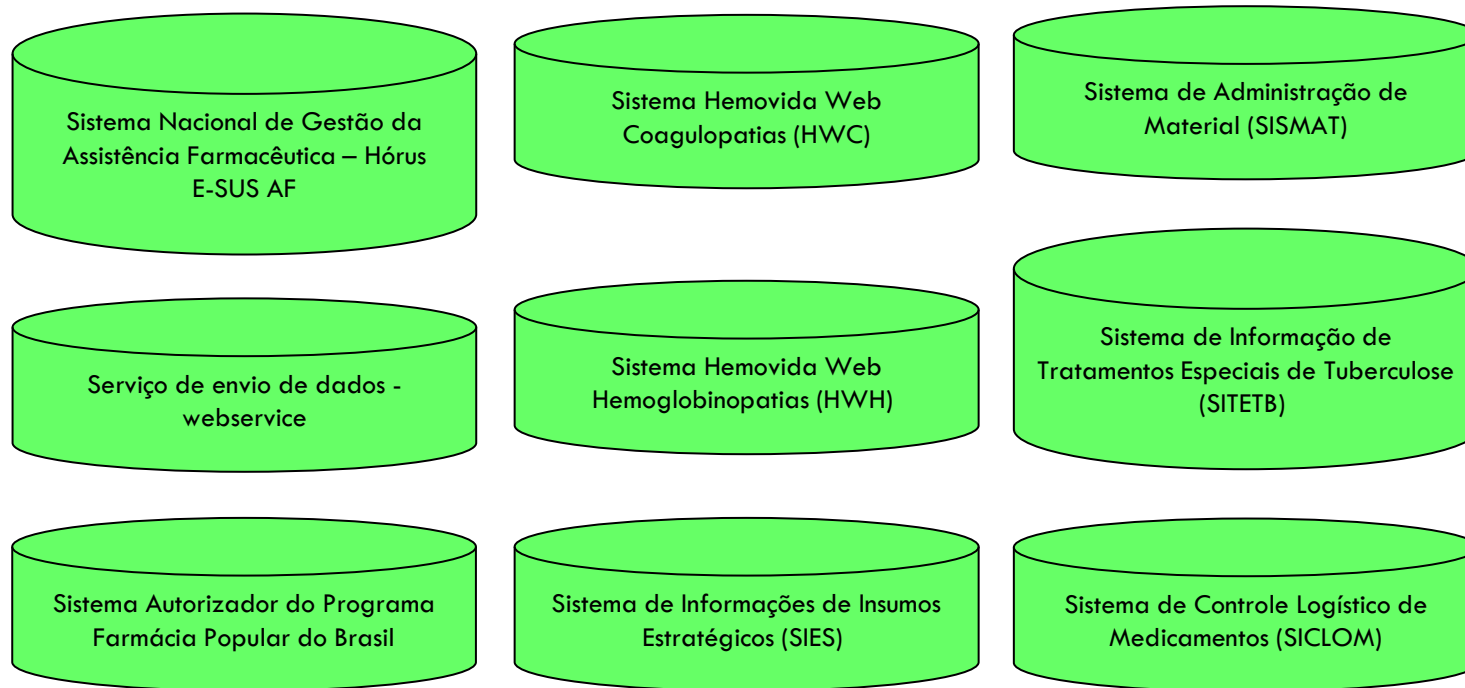 Sistema Nacional de Gestão da
Assistência Farmacêutica – Hórus
E-SUS AF
Sistema Hemovida Web
Coagulopatias (HWC)
Sistema de Administração de
Material (SISMAT)
Serviço de envio de dados -
webservice
Sistema Hemovida Web
Hemoglobinopatias (HWH)
Sistema de Informação de
Tratamentos Especiais de Tuberculose
(SITETB)
Sistema Autorizador do Programa
Farmácia Popular do Brasil
Sistema de Informações de Insumos
Estratégicos (SIES)
Sistema de Controle Logístico de
Medicamentos (SICLOM)